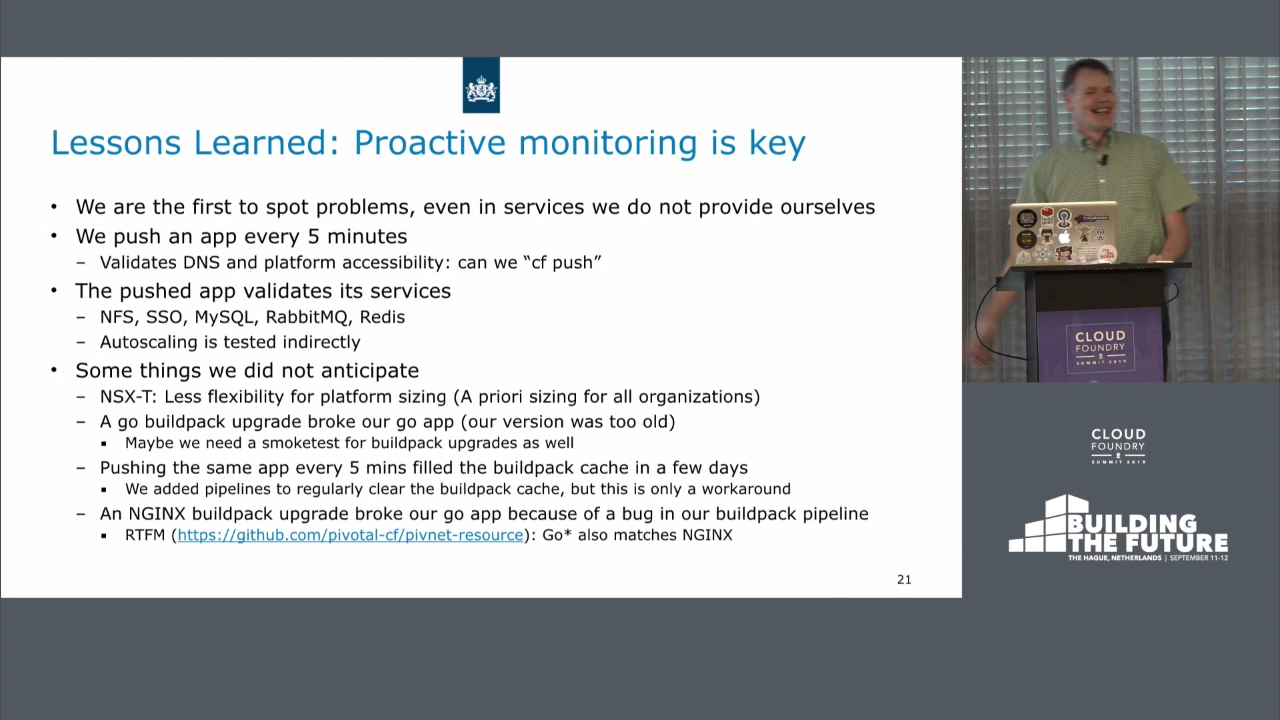 Lessons Learned: Proactive monitoring is key
• We are the first to spot problems, even in services we do not provide ourselves
• We push an app every 5 minutes
– Validates DNS and platform accessibility: can we “cf push”
• The pushed app validates its services
– NFS, SSO, MySQL, RabbitMQ, Redis
– Autoscaling is tested indirectly
• Some things we did not anticipate
– NSX-T: Less flexibility for platform sizing (A priori sizing for all organizations)
– A go buildpack upgrade broke our go app (our version was too old)
▪ Maybe we need a smoketest for buildpack upgrades as well
– Pushing the same app every 5 mins filled the buildpack cache in a few days
▪ We added pipelines to regularly clear the buildpack cache, but this is only a workaround
– An NGINX buildpack upgrade broke our go app because of a bug in our buildpack pipeline
▪ RTFM (https://github.com/pivotal-cf/pivnet-resource): Go* also matches NGINX
21
CLOUD
FOUNDRY
SUMMIT 2019
CLOUD
FOUNDRY
SUMMIT 2019
BUILDING
THE FUTURE
THE HAGUE, NETHERLANDS | SEPTEMBER 11-12